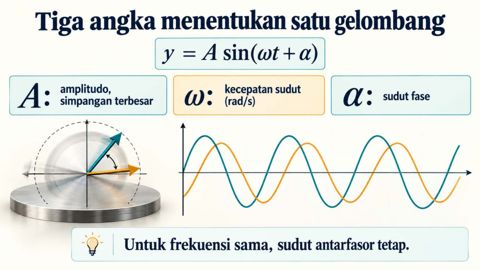 Tiga angka menentukan satu gelombang
y = A sin(ωt + α)
A: amplitudo,
simpangan terbesar
ω: kecepatan sudut
(rad/s)
α: sudut fase
Untuk frekuensi sama, sudut antarfasor tetap.